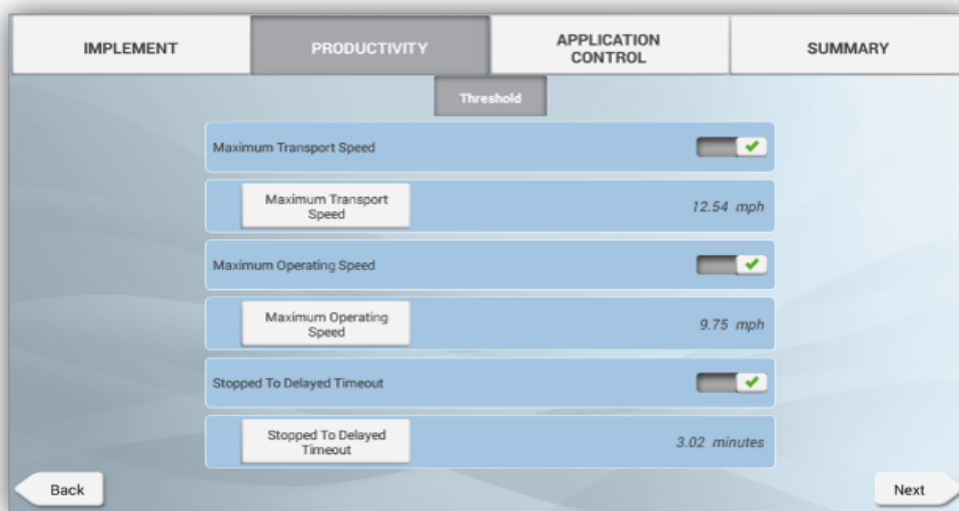 IMPLEMENT
PRODUCTIVITY
APPLICATION
CONTROL
SUMMARY
Threshold
Maximum Transport Speed
Maximum Transport
Speed
12.54 mph
Maximum Operating Speed
Maximum Operating
Speed
9.75 mph
Stopped To Delayed Timeout
Stopped To Delayed
Timeout
3.02 minutes
Back
Next